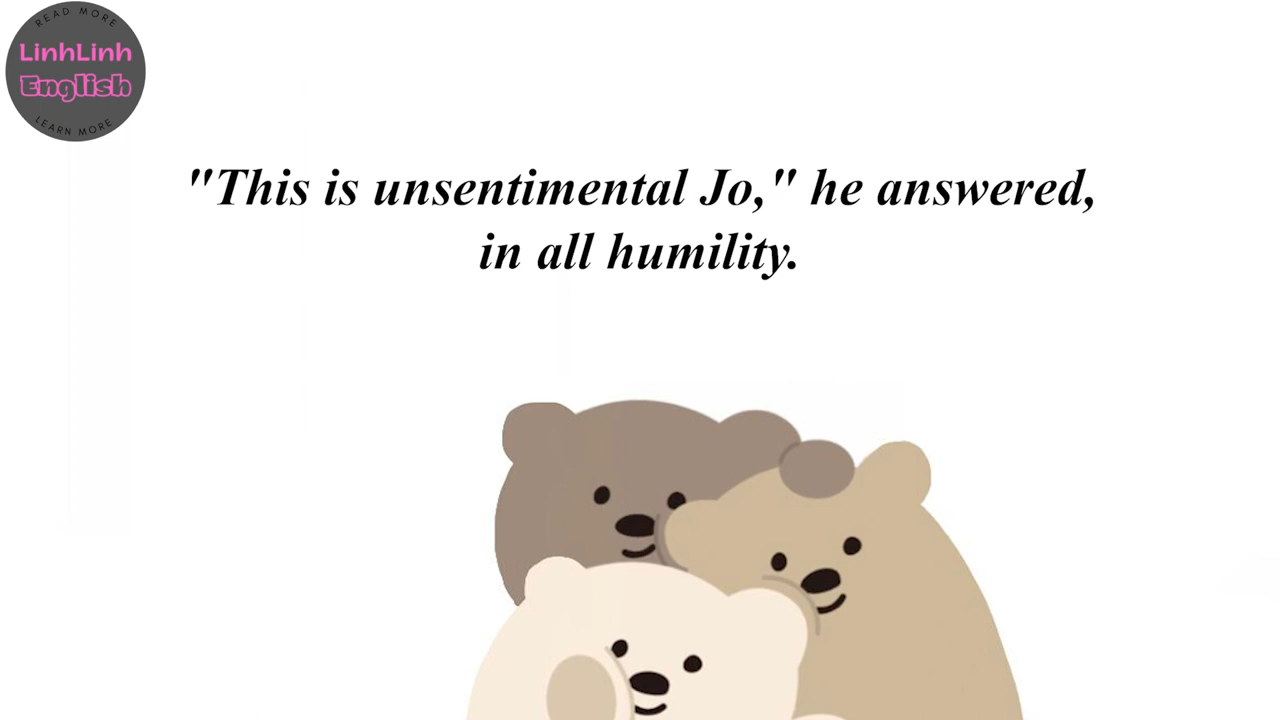 READ MORE
LinhLinh
English
LEARN MORE
"This is unsentimental Jo," he answered,
in all humility.